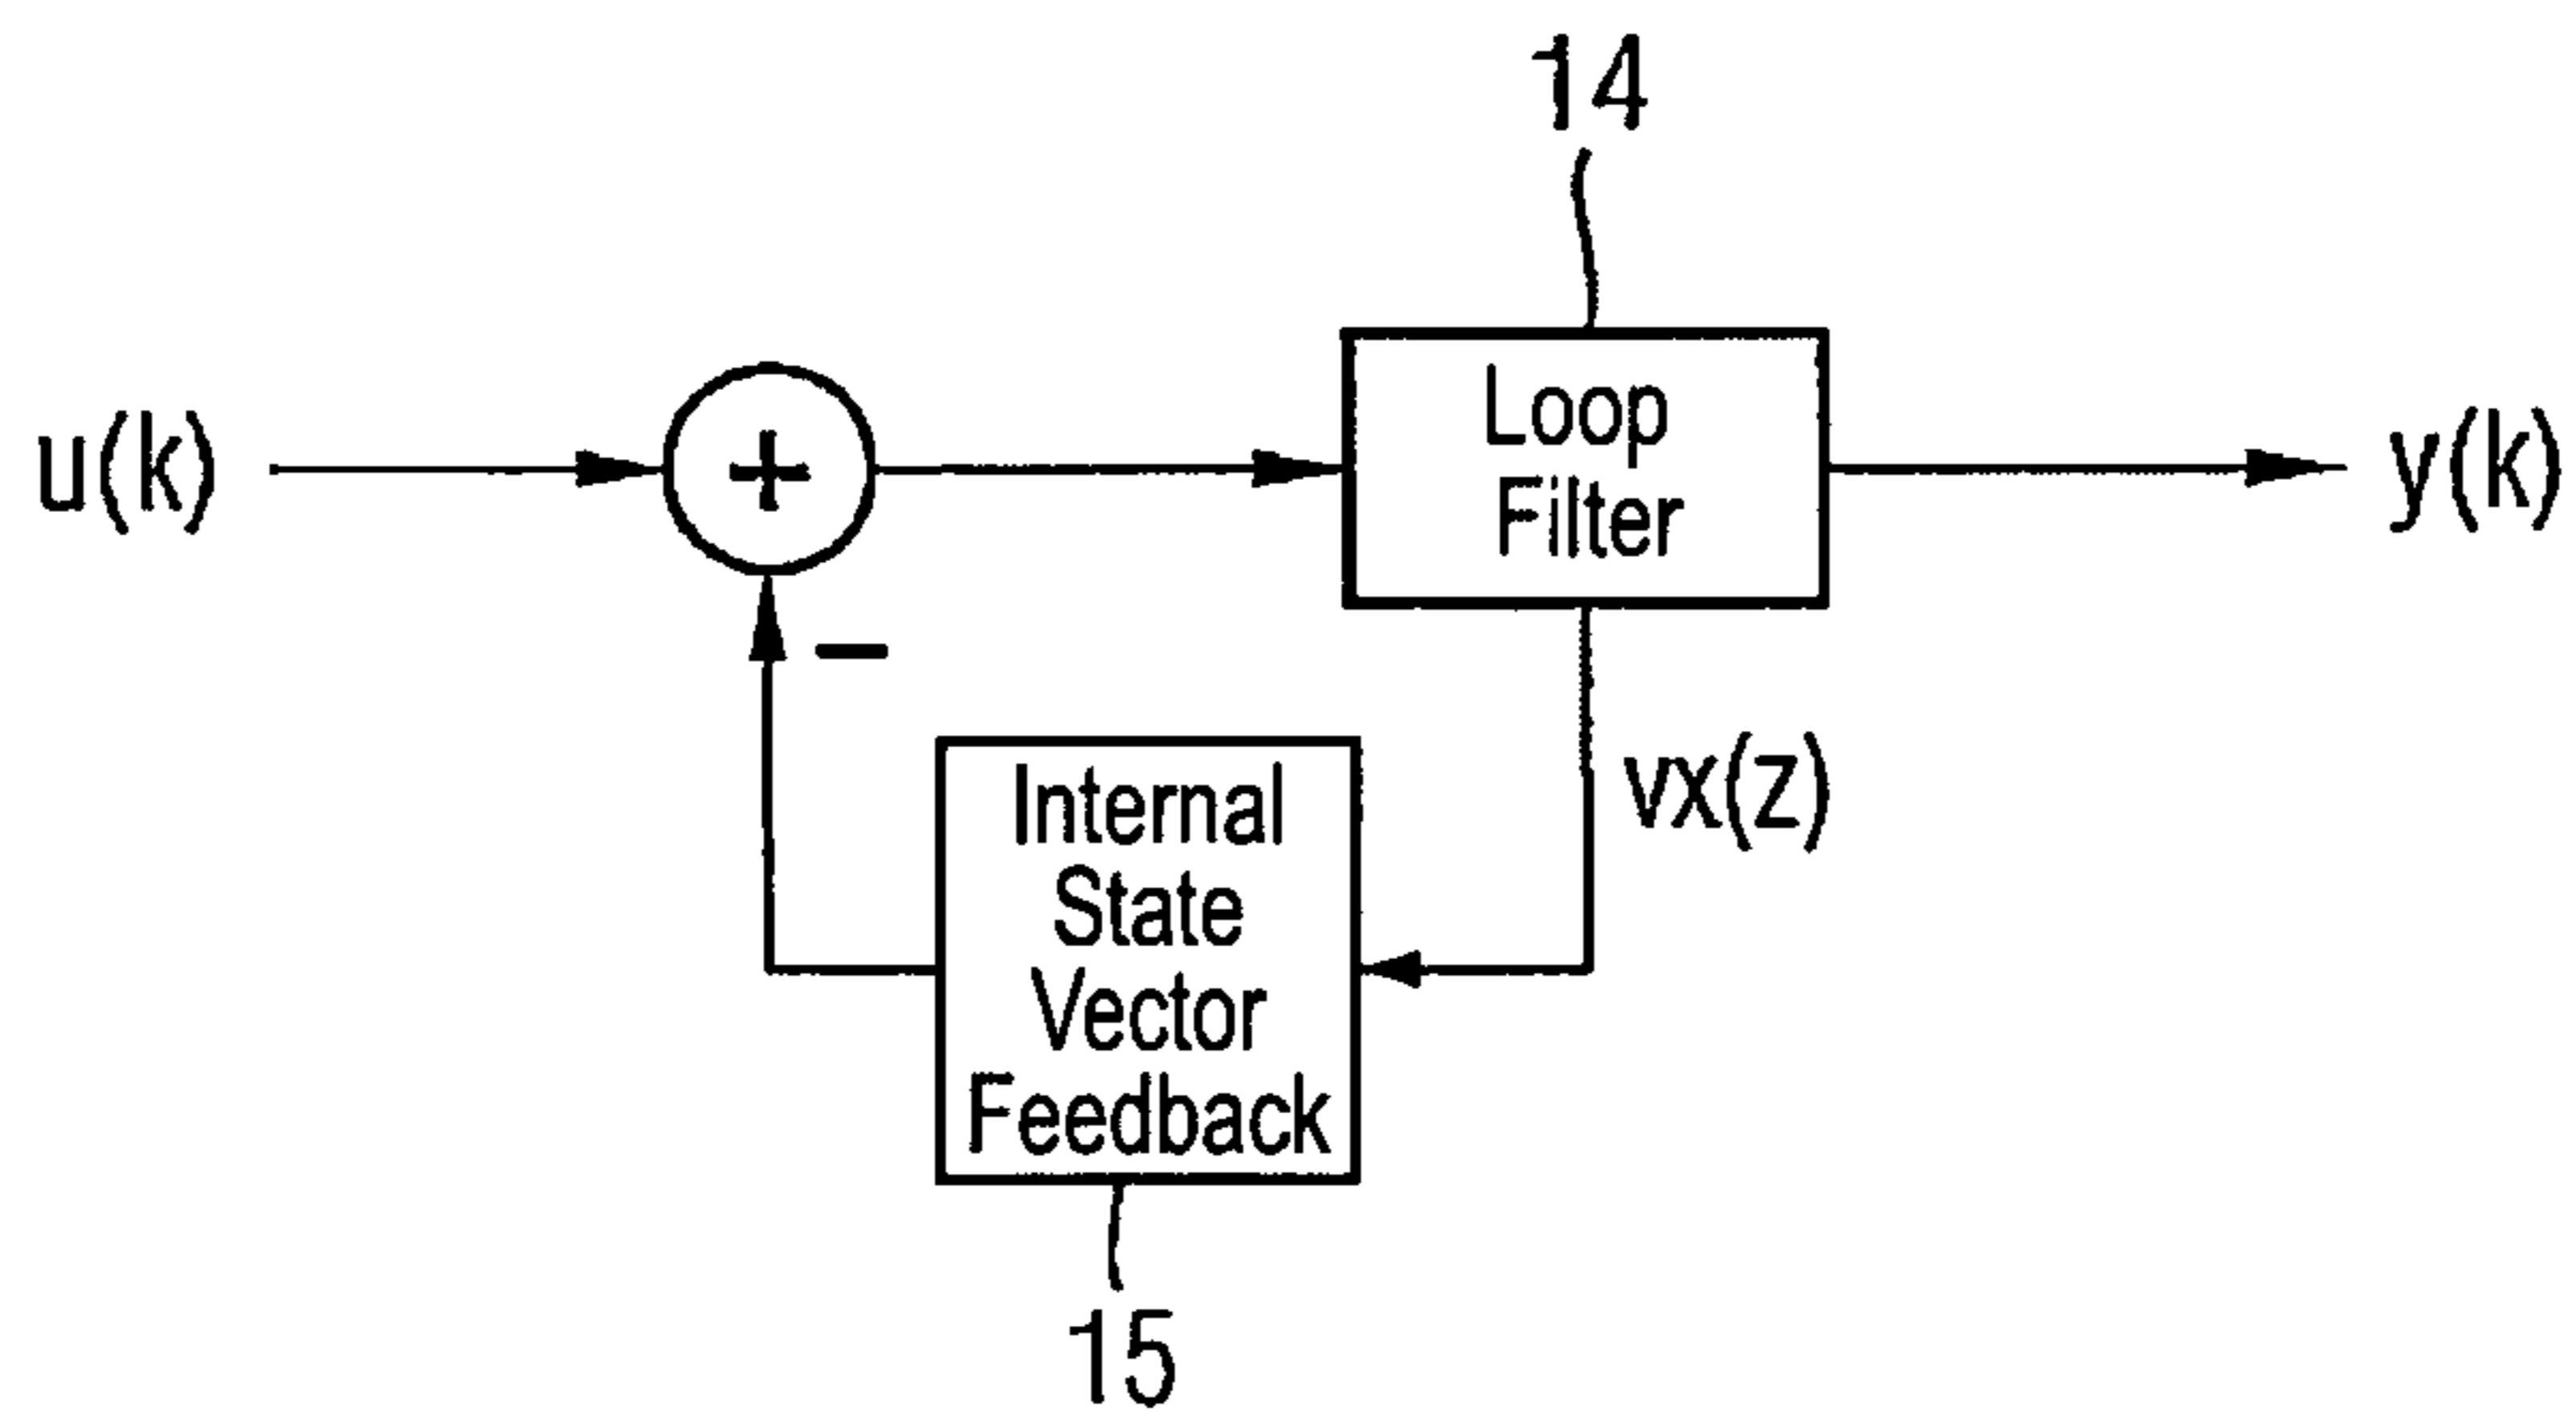 14
u(k)
+
Loop
Filter
y(k)
−
vx(z)
Internal
State
Vector
Feedback
15